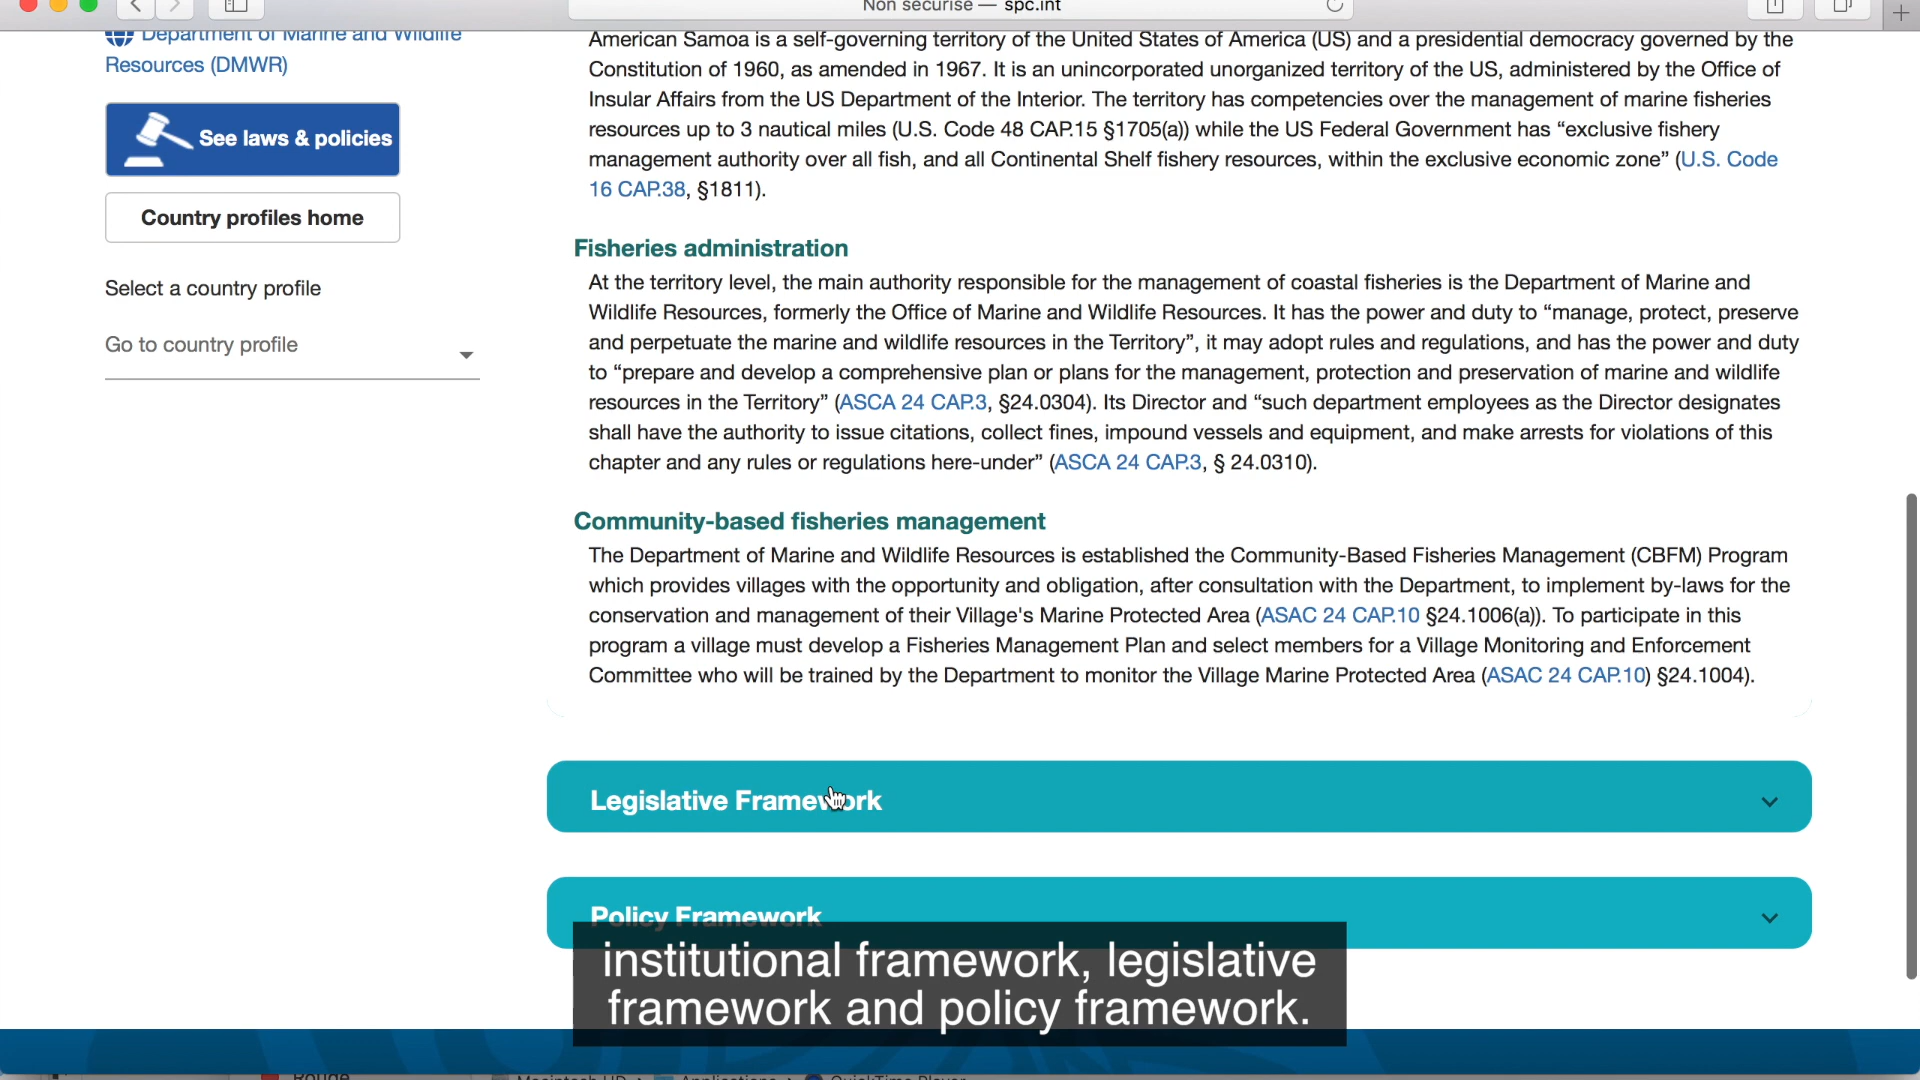 Non sécurisé — spc.int
Department of Marine and Wildlife
Resources (DMWR)
See laws & policies
Country profiles home
Select a country profile
Go to country profile
American Samoa is a self-governing territory of the United States of America (US) and a presidential democracy governed by the
Constitution of 1960, as amended in 1967. It is an unincorporated unorganized territory of the US, administered by the Office of
Insular Affairs from the US Department of the Interior. The territory has competencies over the management of marine fisheries
resources up to 3 nautical miles (U.S. Code 48 CAP.15 §1705(a)) while the US Federal Government has “exclusive fishery
management authority over all fish, and all Continental Shelf fishery resources, within the exclusive economic zone” (U.S. Code
16 CAP.38, §1811).
Fisheries administration
At the territory level, the main authority responsible for the management of coastal fisheries is the Department of Marine and
Wildlife Resources, formerly the Office of Marine and Wildlife Resources. It has the power and duty to “manage, protect, preserve
and perpetuate the marine and wildlife resources in the Territory”, it may adopt rules and regulations, and has the power and duty
to “prepare and develop a comprehensive plan or plans for the management, protection and preservation of marine and wildlife
resources in the Territory” (ASCA 24 CAP.3, §24.0304). Its Director and “such department employees as the Director designates
shall have the authority to issue citations, collect fines, impound vessels and equipment, and make arrests for violations of this
chapter and any rules or regulations here-under” (ASCA 24 CAP.3, § 24.0310).
Community-based fisheries management
The Department of Marine and Wildlife Resources is established the Community-Based Fisheries Management (CBFM) Program
which provides villages with the opportunity and obligation, after consultation with the Department, to implement by-laws for the
conservation and management of their Village's Marine Protected Area (ASAC 24 CAP.10 §24.1006(a)). To participate in this
program a village must develop a Fisheries Management Plan and select members for a Village Monitoring and Enforcement
Committee who will be trained by the Department to monitor the Village Marine Protected Area (ASAC 24 CAP.10) §24.1004).
Legislative Framework
Policy Framework
institutional framework, legislative
framework and policy framework.
Rouge
Macintosh HD
Applications
QuickTime Player